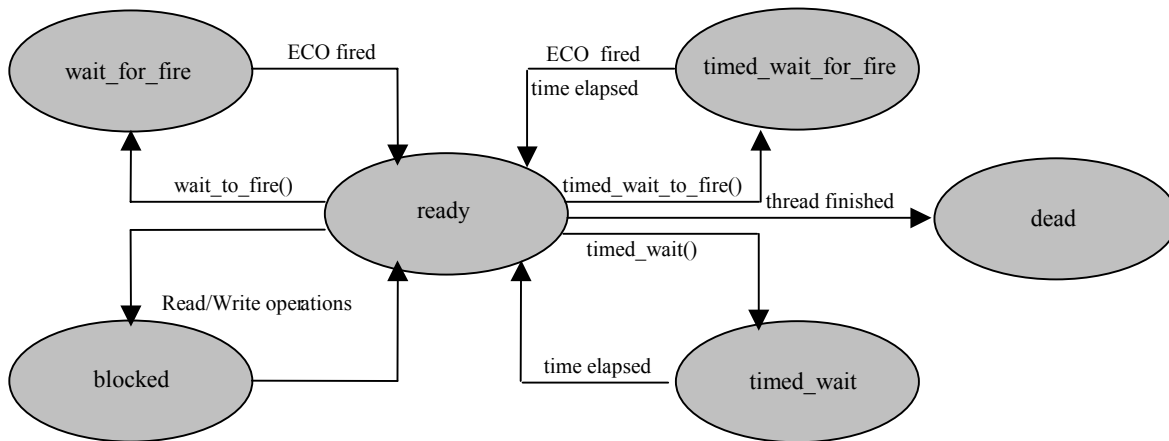 wait_for_fire
ECO fired
ECO fired
time elapsed
timed_wait_for_fire
wait_to_fire()
ready
timed_wait_to_fire()
thread finished
dead
timed_wait()
Read/Write operations
blocked
time elapsed
timed_wait